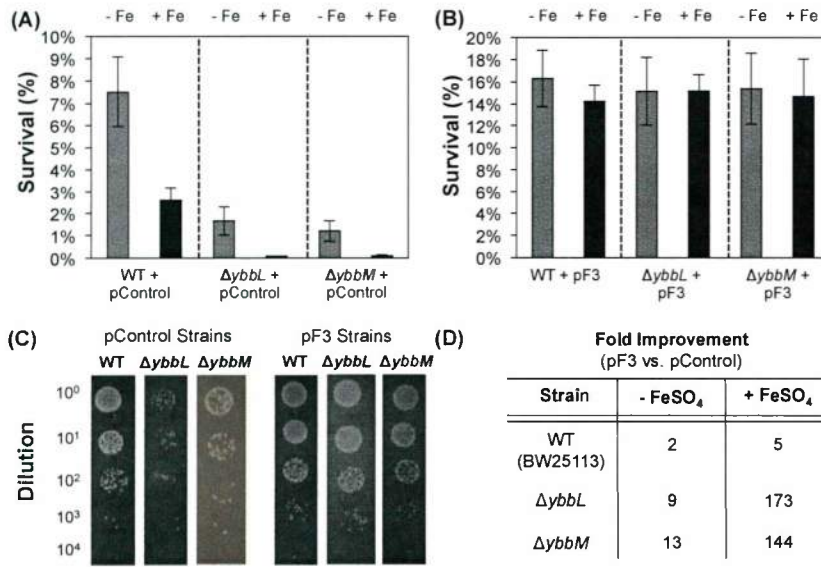 (A)
- Fe + Fe - Fe + Fe - Fe + Fe
Survival (%)
10%
9%
8%
7%
6%
5%
4%
3%
2%
1%
0%
WT + pControl
ΔybbL + pControl
ΔybbM + pControl
(B)
- Fe + Fe - Fe + Fe - Fe + Fe
Survival (%)
20%
18%
16%
14%
12%
10%
8%
6%
4%
2%
0%
WT + pF3
ΔybbL + pF3
ΔybbM + pF3
(C)
pControl Strains
WT ΔybbL ΔybbM
pF3 Strains
WT ΔybbL ΔybbM
Dilution
10⁰
10¹
10²
10³
10⁴
(D)
Fold Improvement
(pF3 vs. pControl)
Strain - FeSO₄ + FeSO₄
WT (BW25113) 2 5
ΔybbL 9 173
ΔybbM 13 144